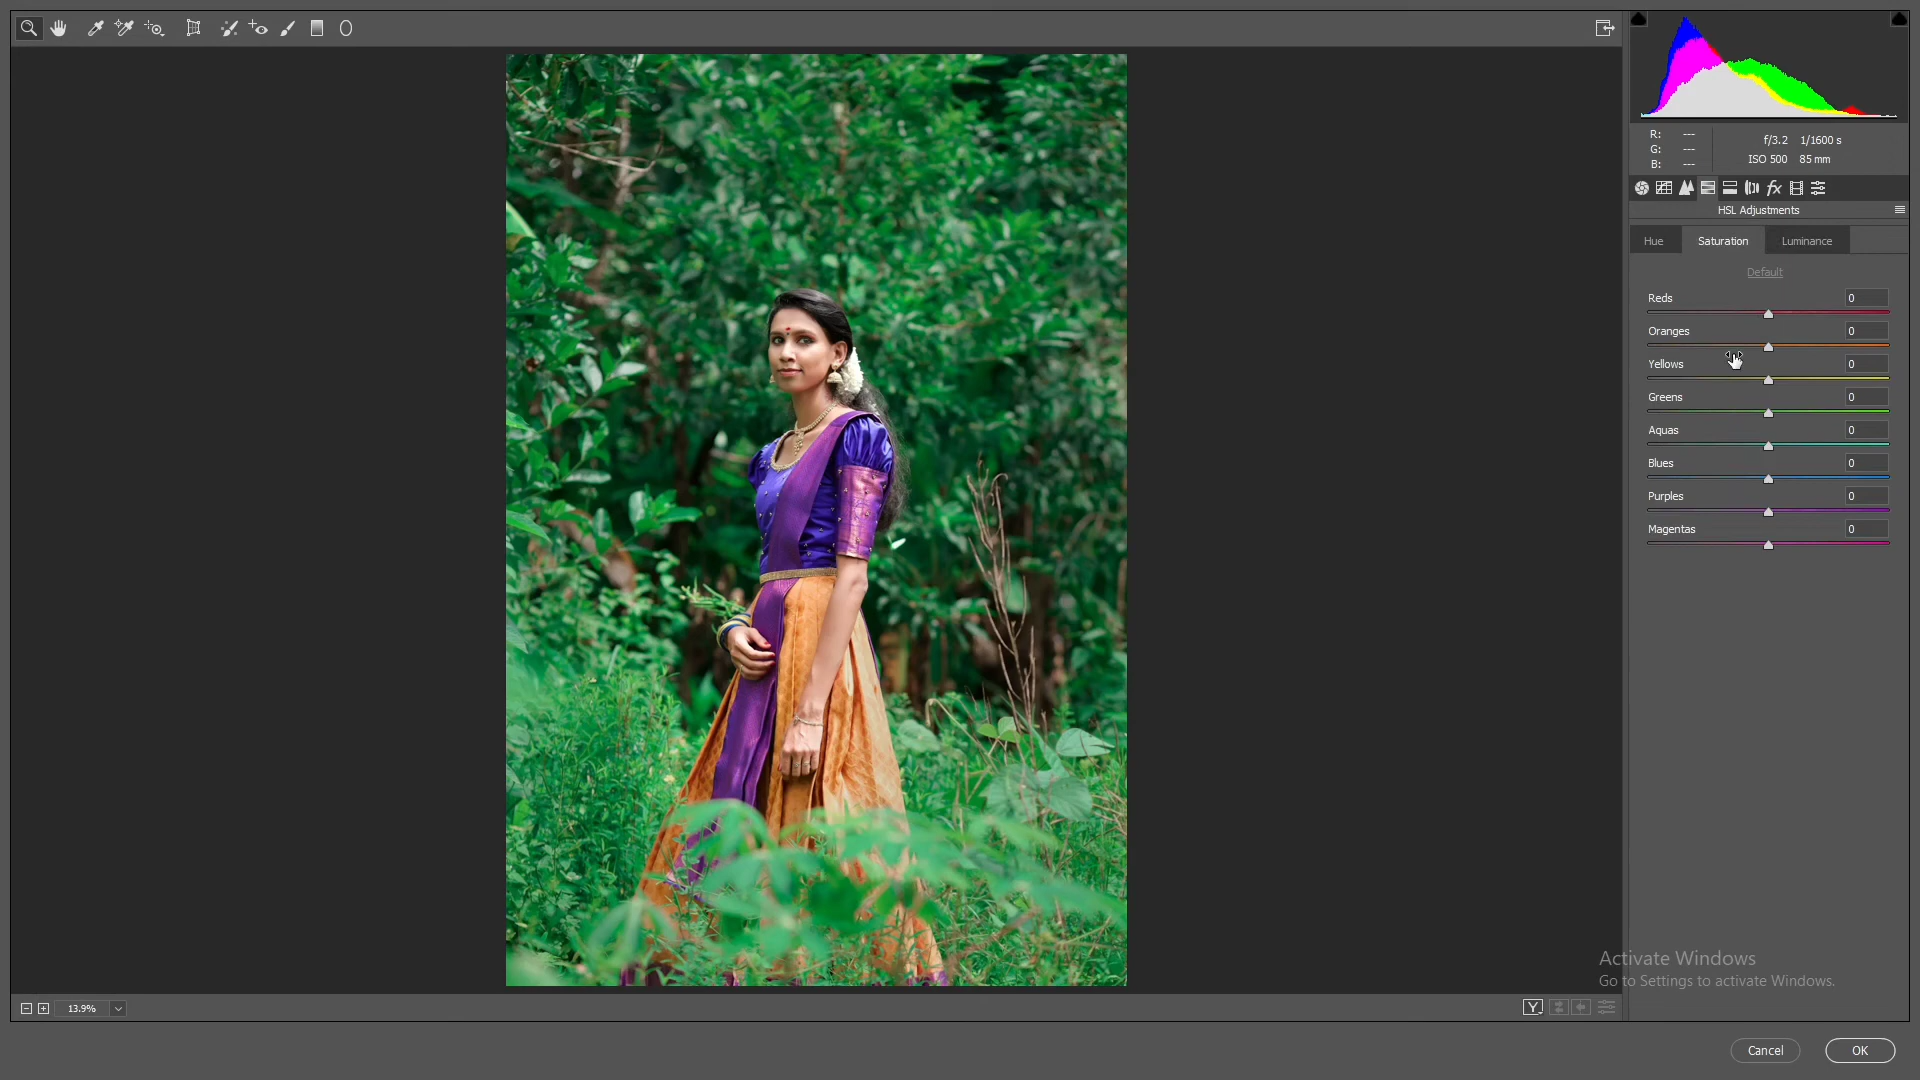 R: ---
G: ---
B: ---
f/3.2 1/1600 s
ISO 500 85 mm
fx
HSL Adjustments
Hue Saturation Luminance
Default
Reds 0
Oranges 0
Yellows 0
Greens 0
Aquas 0
Blues 0
Purples 0
Magentas 0
Activate Windows
Go to Settings to activate Windows.
13.9%
Y
Cancel OK